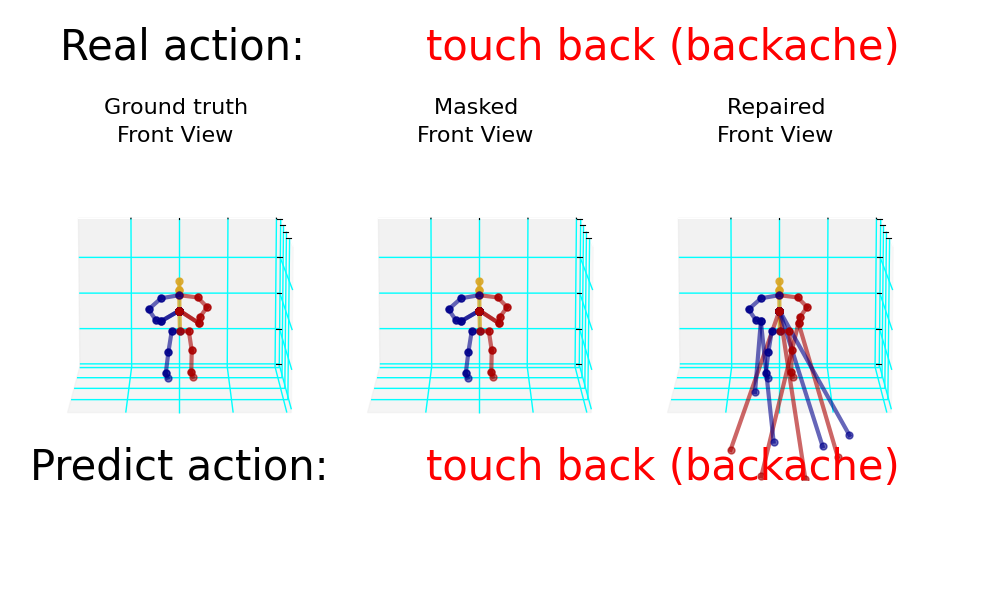 Real action: touch back (backache)
Ground truth Masked Repaired
Front View Front View Front View
Predict action: touch back (backache)